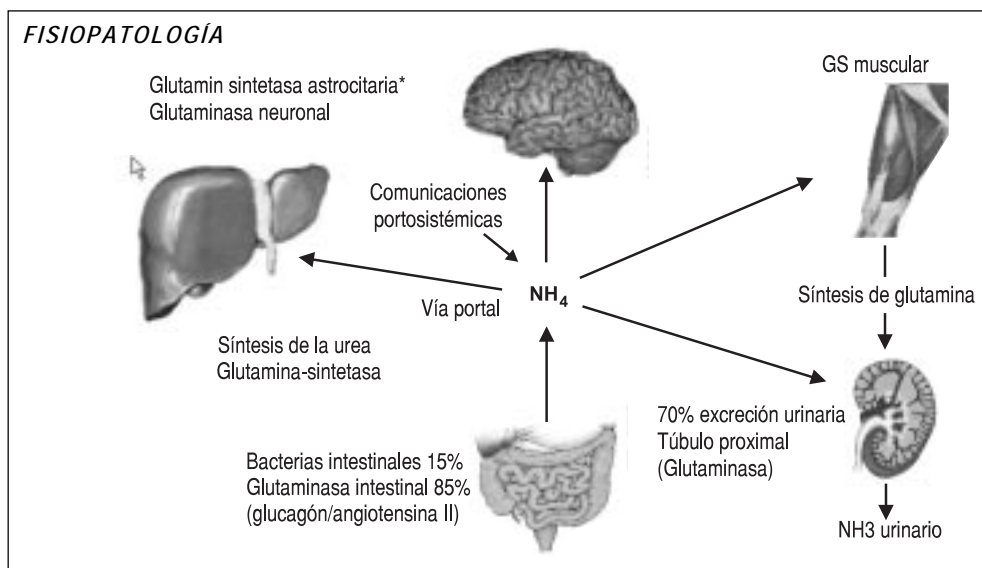 FISIOPATOLOGÍA
Glutamin sintetasa astrocitaria*
Glutaminasa neuronal
GS muscular
Comunicaciones
portosistémicas
NH4
Vía portal
Síntesis de glutamina
Síntesis de la urea
Glutamina-sintetasa
70% excreción urinaria
Túbulo proximal
(Glutaminasa)
Bacterias intestinales 15%
Glutaminasa intestinal 85%
(glucagón/angiotensina II)
NH3 urinario